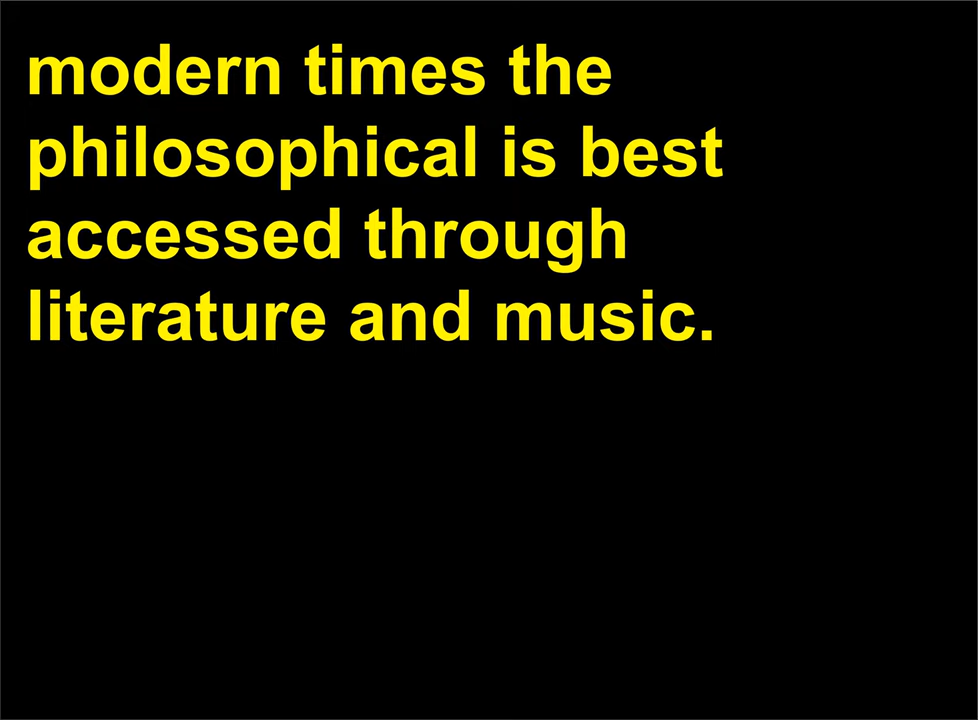 modern times the
philosophical is best
accessed through
literature and music.